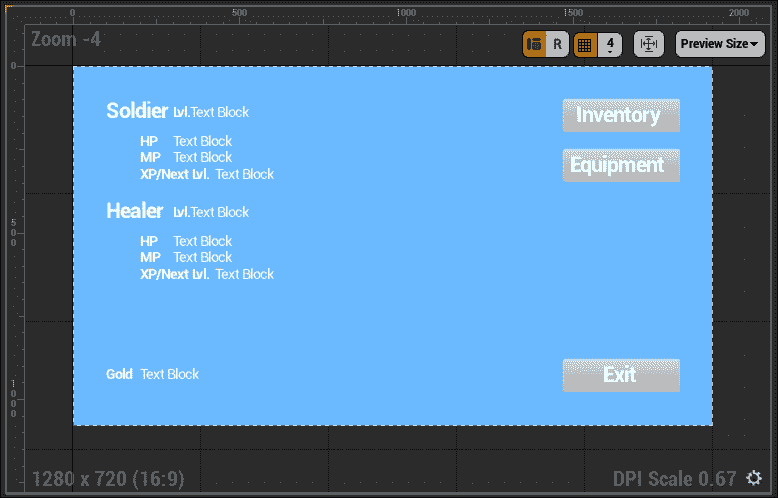 0 500 1000 1500 2000
Zoom -4 R 4 Preview Size
0
Soldier Lvl.Text Block Inventory
HP Text Block
MP Text Block Equipment
XP/Next Lvl. Text Block
Healer Lvl.Text Block
500
HP Text Block
MP Text Block
XP/Next Lvl. Text Block
Gold Text Block Exit
1000
1280 x 720 (16:9) DPI Scale 0.67